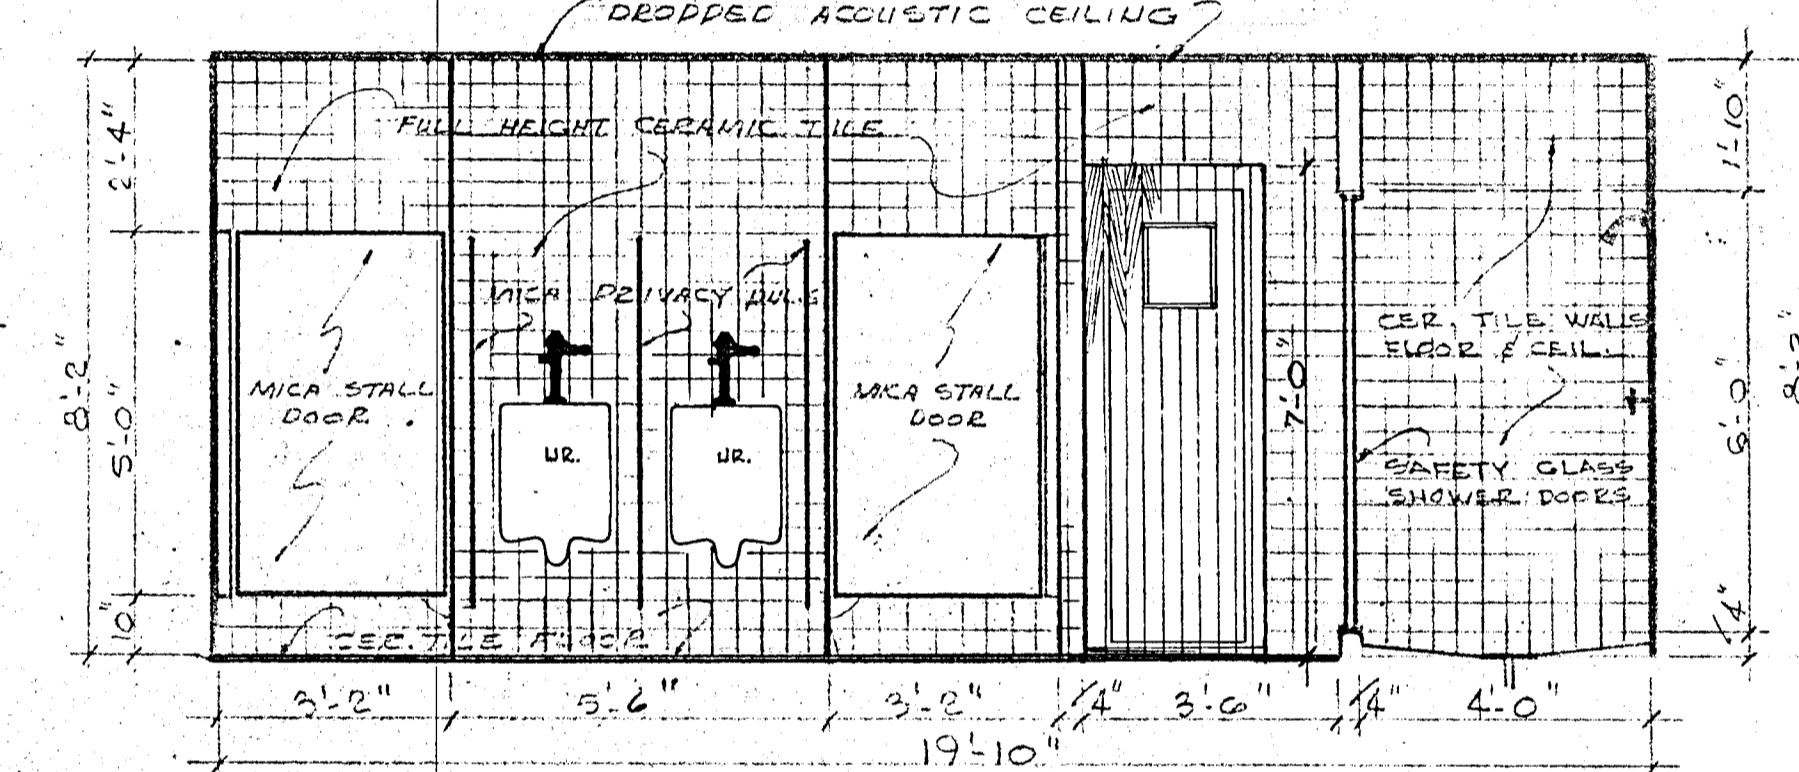 DROPPED ACOUSTIC CEILING
FULL HEIGHT CERAMIC TILE
2'-4"
1'-10"
MICA PRIVACY
CER. TILE WALLS
FLOOR & CEIL.
8'-2"
5'-0"
MICA STALL
DOOR
UR.
UR.
MICA STALL
DOOR
7'-0"
6'-0"
8'-2"
SAFETY GLASS
SHOWER DOORS
10"
CER. TILE FLOOR
4"
3'-2"
5'-6"
3'-2"
4"
3'-6"
4"
4'-0"
19'-10"